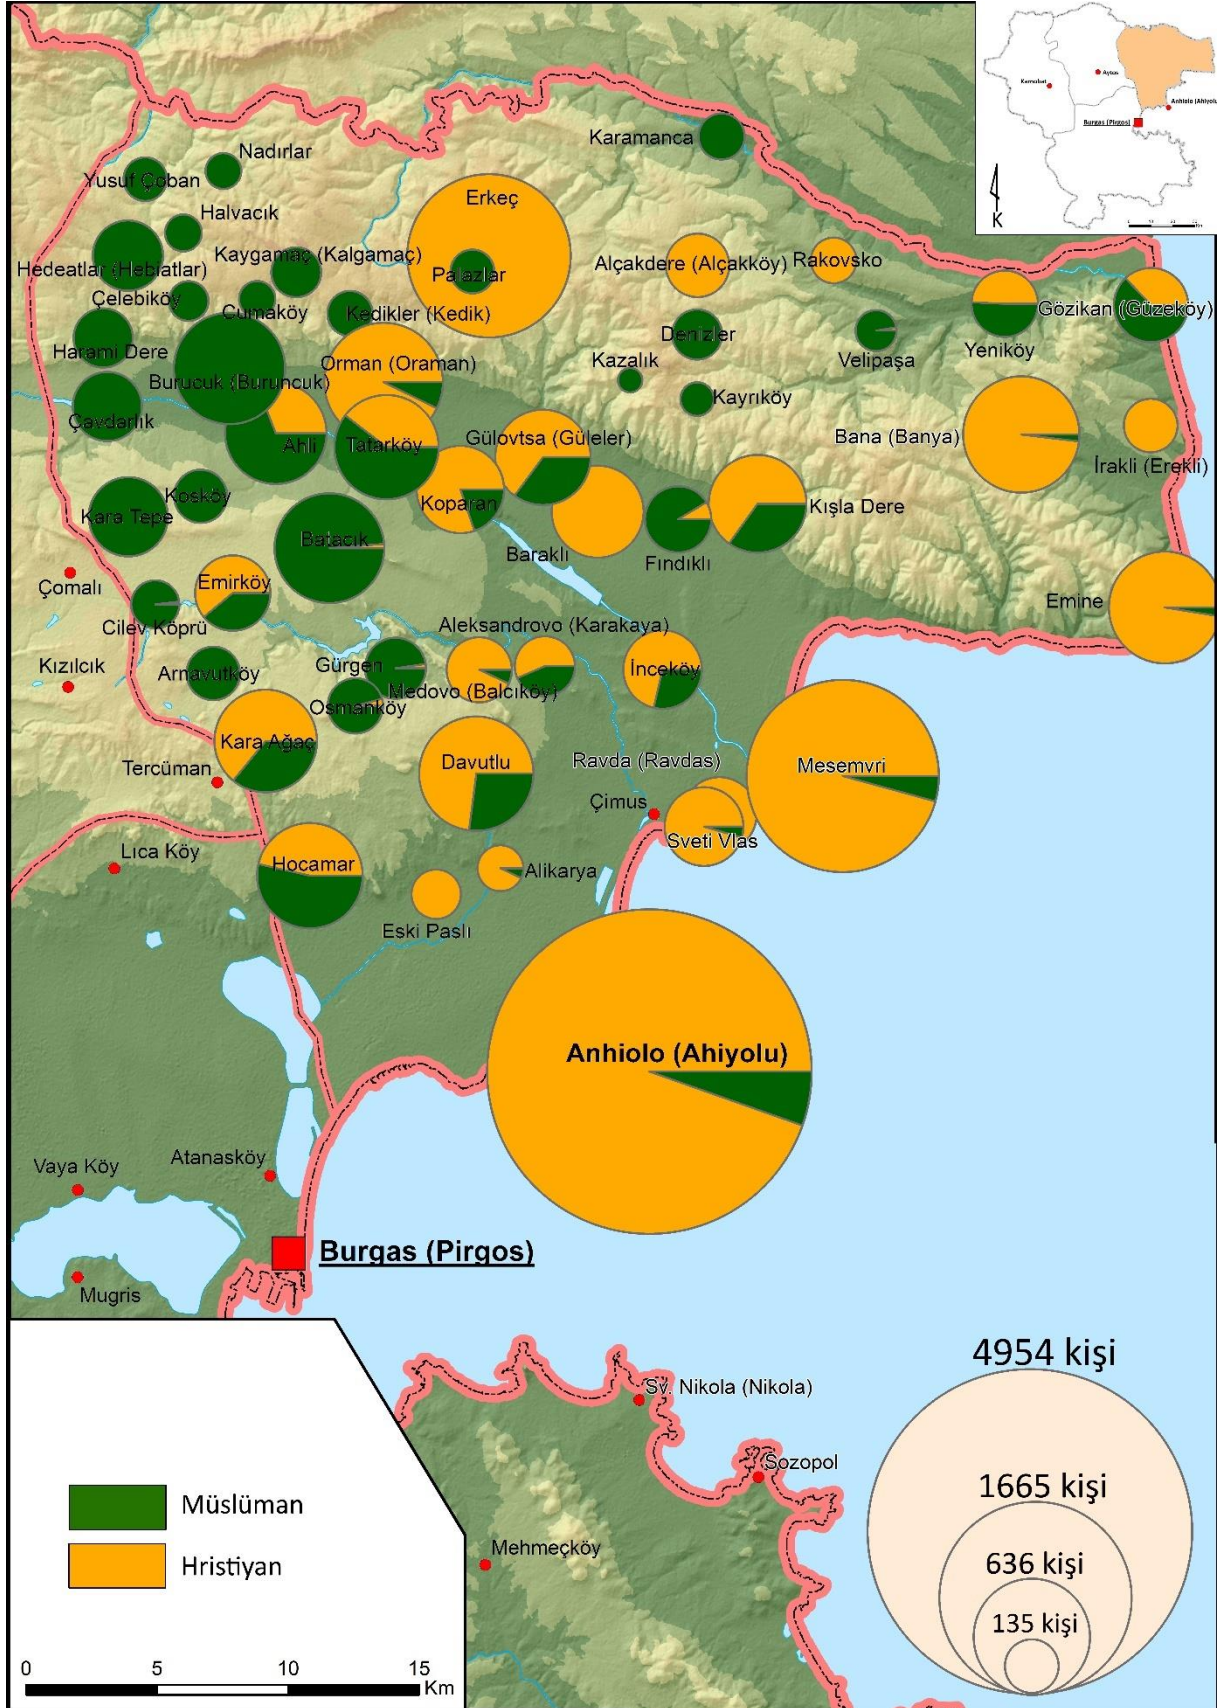 Karnobat
Aytos
Anhiolo (Ahiyolu)
Burgas (Pirgos)
K
Karamanca
Nadırlar
Yusuf Çoban
Erkeç
Halvacık
Kaygamaç (Kalgamaç)
Hedeatlar (Hebiatlar)
Palazlar
Alçakdere (Alçakköy)
Rakovsko
Çelebiköy
Cumaköy
Kedikler (Kedik)
Gözikan (Güzeköy)
Harami Dere
Denizler
Velipaşa
Yeniköy
Orman (Oraman)
Kazalık
Burucuk (Buruncuk)
Kayrıköy
Çavdarlık
Ahli
Tatarköy
Gülovtsa (Güleler)
Bana (Banya)
İrakli (Erekli)
Kosköy
Koparan
Kışla Dere
Kara Tepe
Batacık
Baraklı
Fındıklı
Çomalı
Emirköy
Emine
Cilev Köprü
Aleksandrovo (Karakaya)
Kızılcık
Arnavutköy
Gürgen
İnceköy
Medovo (Balcıköy)
Osmanköy
Kara Ağaç
Davutlu
Ravda (Ravdas)
Mesemvri
Tercüman
Çimus
Sveti Vlas
Lıca Köy
Hocamar
Alikarya
Eski Paslı
Anhiolo (Ahiyolu)
Vaya Köy
Atanasköy
Burgas (Pirgos)
Mugris
4954 kişi
Sv. Nikola (Nikola)
Sozopol
1665 kişi
Müslüman
Mehmeçköy
636 kişi
Hristiyan
135 kişi
0 5 10 15
Km